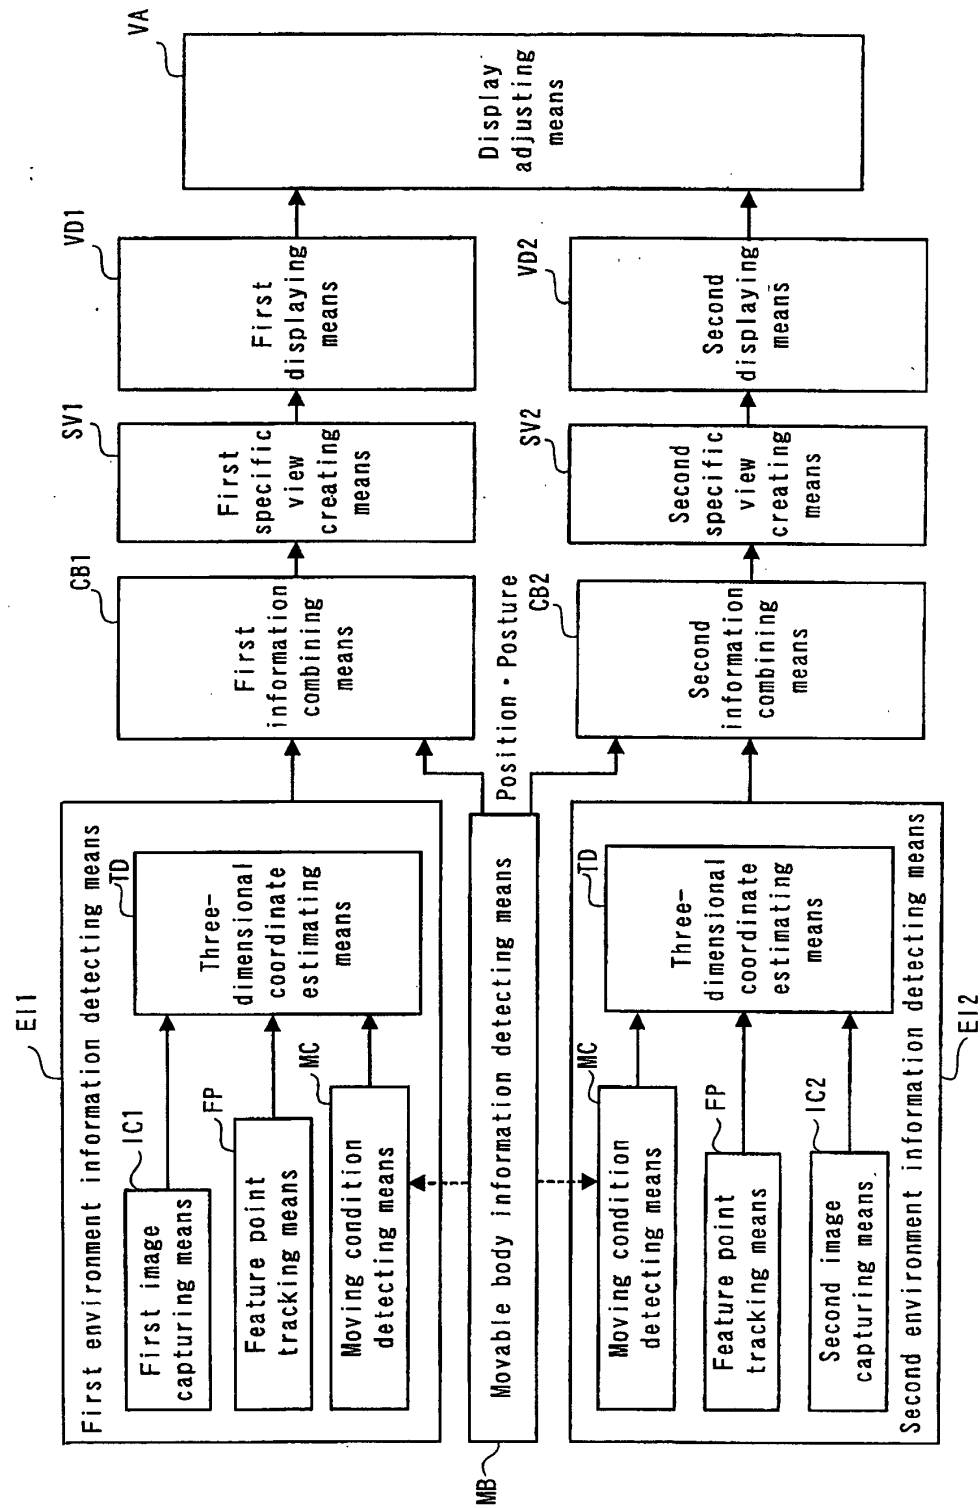 EI1
First environment information detecting means
IC1
First image
capturing means
FP
Feature point
tracking means
MC
Moving condition
detecting means
TD
Three-
dimensional
coordinate
estimating
means
CB1
First
information
combining
means
SV1
First
specific
view
creating
means
VD1
First
displaying
means
VA
Display
adjusting
means
MB
Movable body information detecting means
Position・Posture
MC
Moving condition
detecting means
FP
Feature point
tracking means
IC2
Second image
capturing means
TD
Three-
dimensional
coordinate
estimating
means
Second environment information detecting means
EI2
CB2
Second
information
combining
means
SV2
Second
specific
view
creating
means
VD2
Second
displaying
means